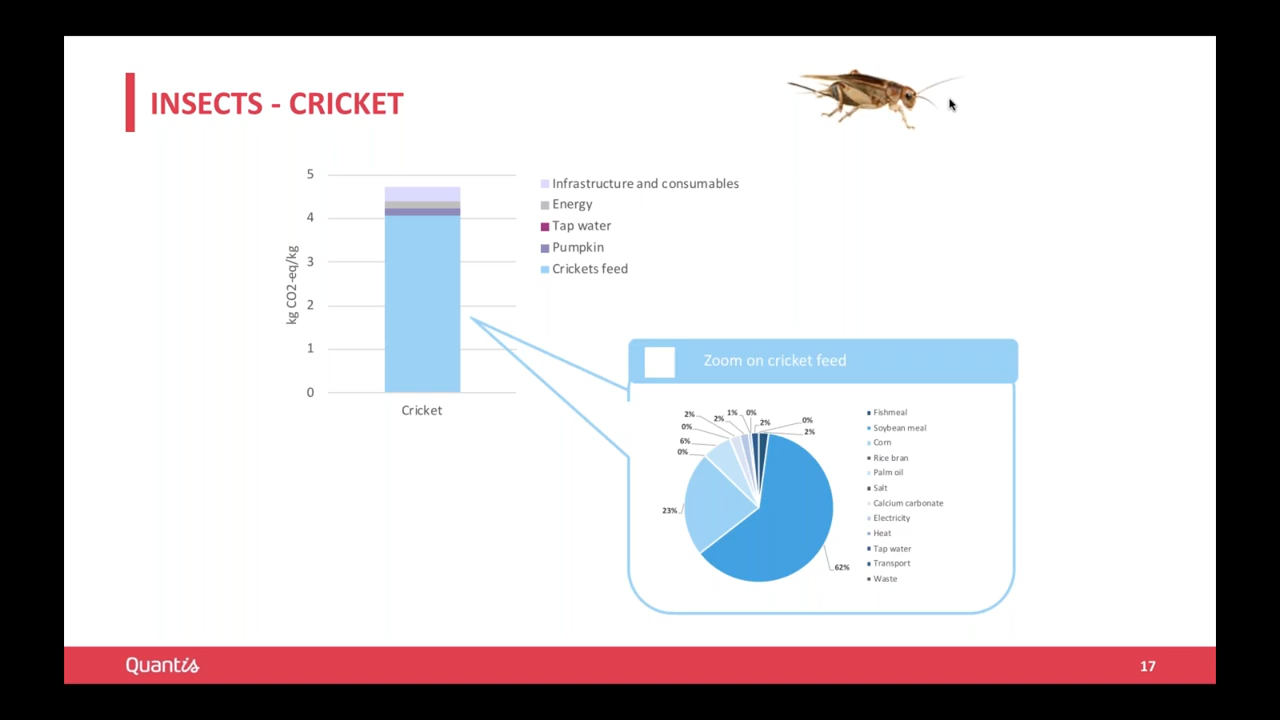 INSECTS - CRICKET
5
4
3
2
1
0
kg CO2-eq/kg
Cricket
Infrastructure and consumables
Energy
Tap water
Pumpkin
Crickets feed
Zoom on cricket feed
2%
2%
1%
0%
2%
0%
2%
0%
6%
0%
23%
62%
Fishmeal
Soybean meal
Corn
Rice bran
Palm oil
Salt
Calcium carbonate
Electricity
Heat
Tap water
Transport
Waste
Quantis
17